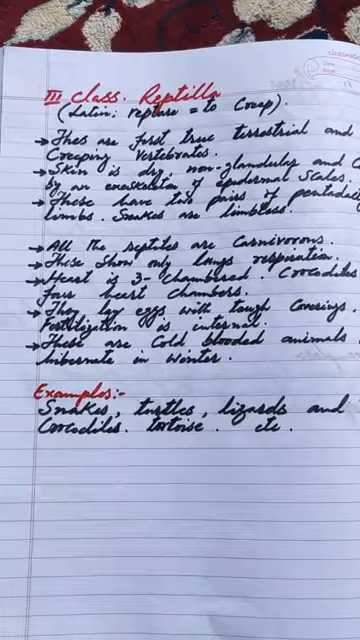 III Class. Reptilia
(Latin; repture = to Creep).
→ Thes are first true terrestrial and
Creeping Vertebrates.
→ Skin is dry, non-glandular and
by an exoskeleton of epidermal Scales.
→ These have two pairs of pentadac
limbs. Snakes are limbless.
→ All the reptiles are Carnivorous.
→ These Show only lungs respiration.
→ Heart is 3-chambered. Crocodiles
four heart Chambers.
→ They lay eggs with tough Coverings.
Fertilization is internal.
→ These are Cold blooded animals
hibernate in Winter.
Examples:-
Snakes, turtles, lizards and
Crocodiles. tortoise. etc.